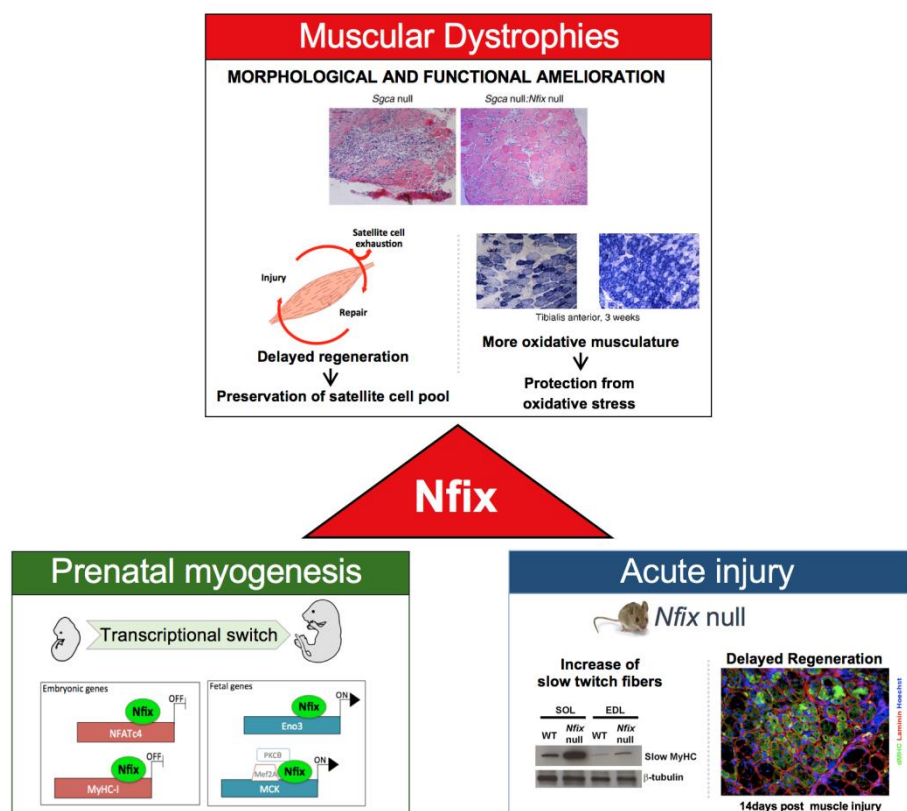 Muscular Dystrophies
MORPHOLOGICAL AND FUNCTIONAL AMELIORATION
Sgca null
Sgca null:Nfix null
Satellite cell
exhaustion
Injury
Repair
Delayed regeneration
Preservation of satellite cell pool
Tibialis anterior, 3 weeks
More oxidative musculature
Protection from
oxidative stress
Nfix
Prenatal myogenesis
Transcriptional switch
Embryonic genes
OFF
Nfix
NFATc4
OFF
Nfix
MyHC-I
Fetal genes
ON
Nfix
Eno3
PKCB
ON
Mef2A
Nfix
MCK
Acute injury
Nfix null
Increase of
slow twitch fibers
SOL EDL
WT Nfix null WT Nfix null
Slow MyHC
β-tubulin
Delayed Regeneration
Laminin Hoechst
14days post muscle injury